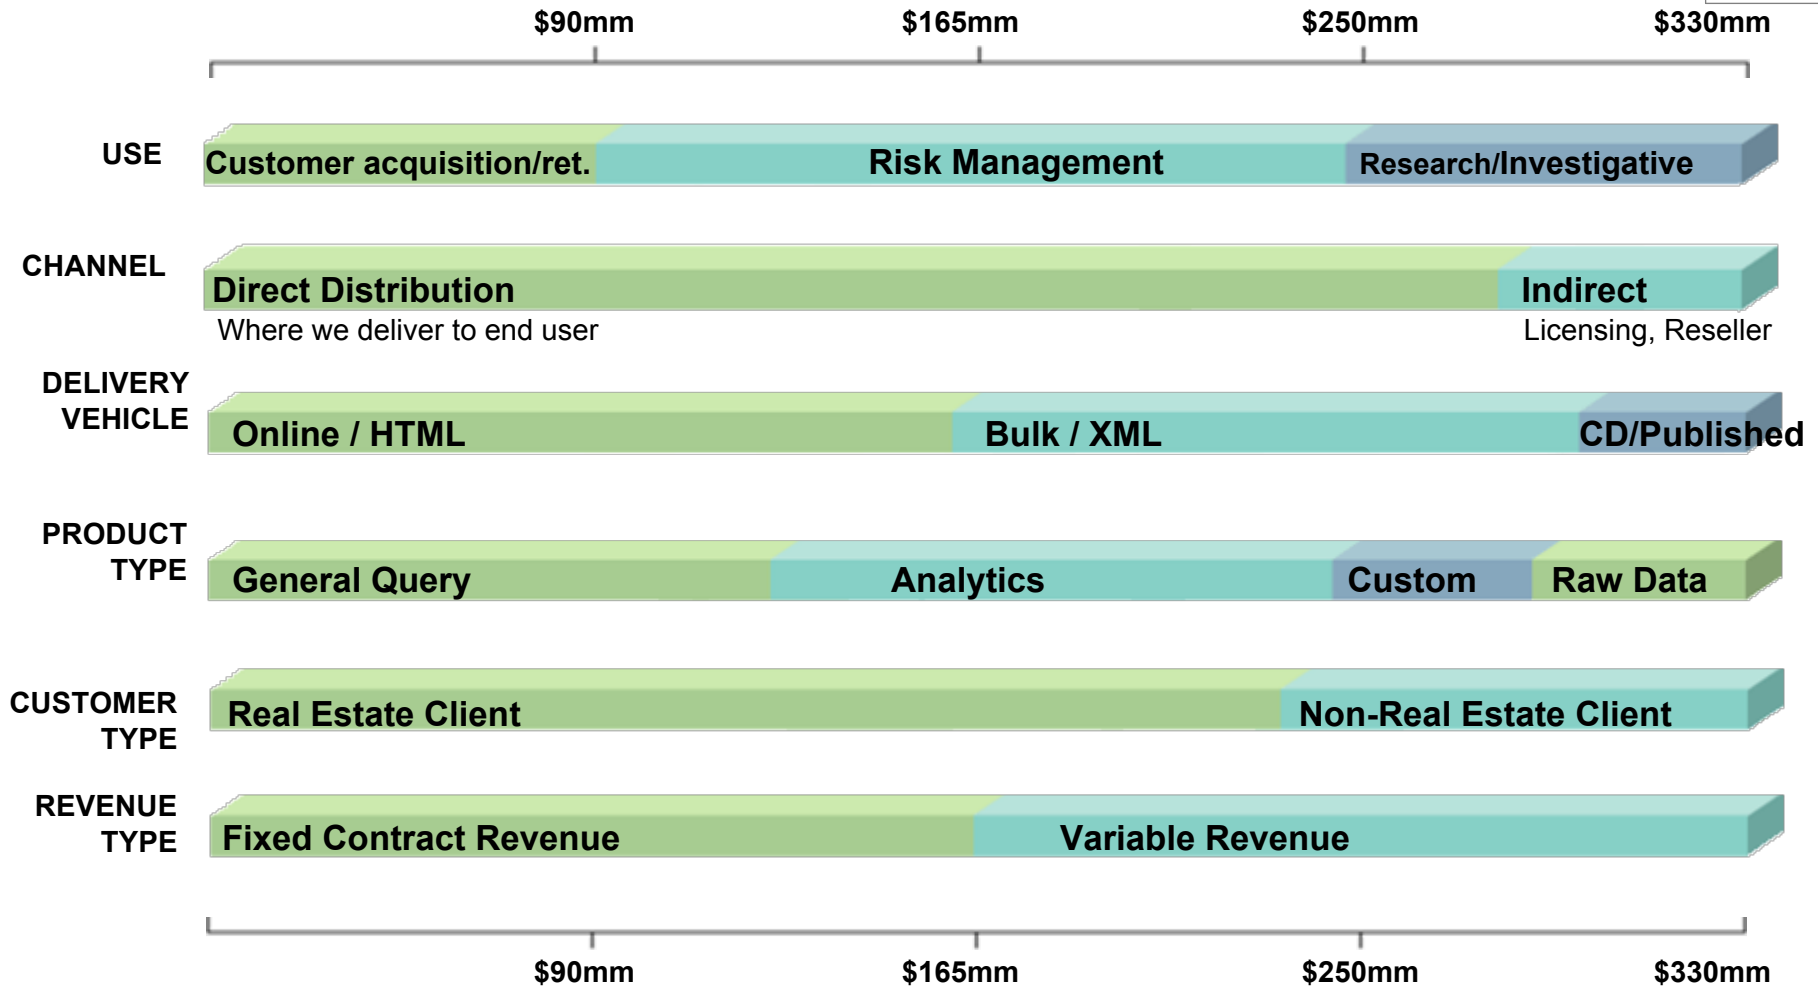 $90mm $165mm $250mm $330mm
USE
Customer acquisition/ret. Risk Management Research/Investigative
CHANNEL
Direct Distribution Indirect
Where we deliver to end user Licensing, Reseller
DELIVERY
VEHICLE
Online / HTML Bulk / XML CD/Published
PRODUCT
TYPE
General Query Analytics Custom Raw Data
CUSTOMER
TYPE
Real Estate Client Non-Real Estate Client
REVENUE
TYPE
Fixed Contract Revenue Variable Revenue
$90mm $165mm $250mm $330mm